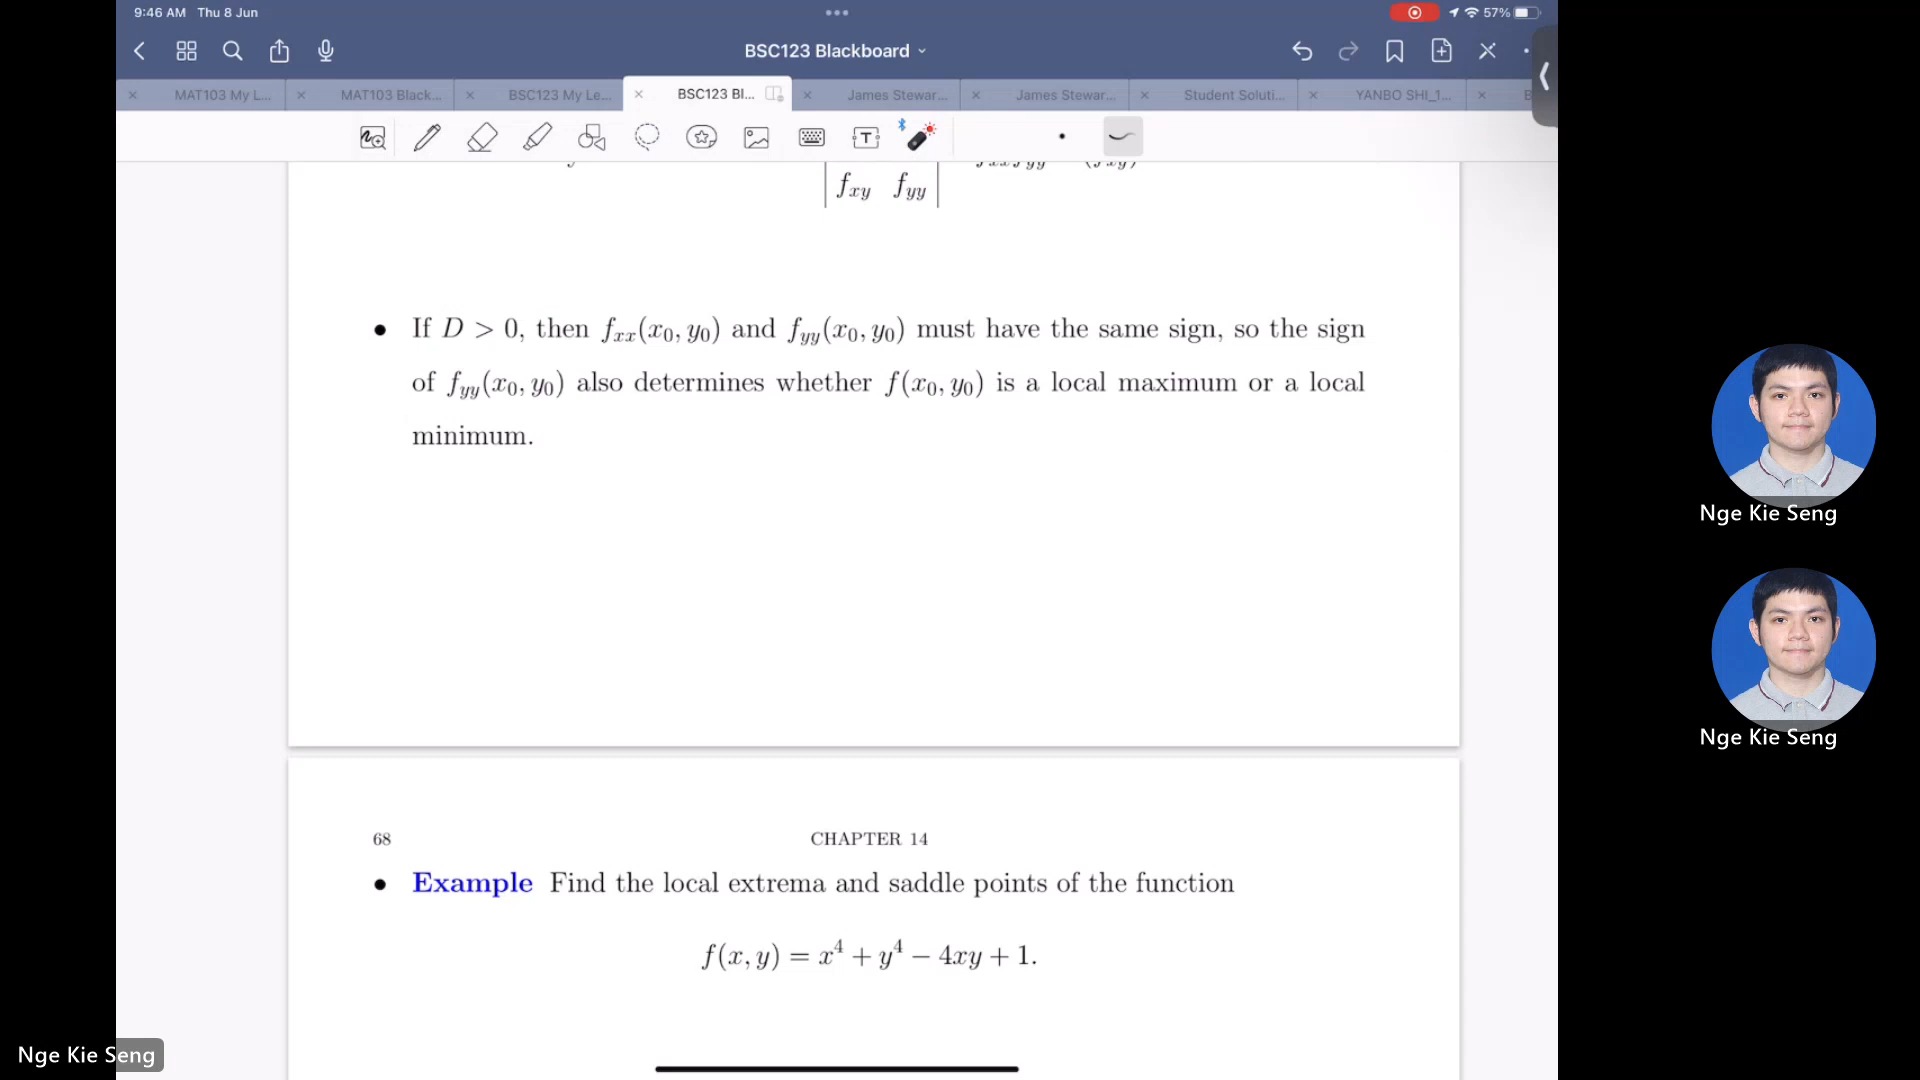 9:46 AM Thu 8 Jun
57%
BSC123 Blackboard
MAT103 My L...
MAT103 Black...
BSC123 My Le...
BSC123 Bl...
James Stewar...
James Stewar...
Student Soluti...
YANBO SHI_1...
B
T
f_{xy} f_{yy}
• If D > 0, then f_{xx}(x_0, y_0) and f_{yy}(x_0, y_0) must have the same sign, so the sign
of f_{yy}(x_0, y_0) also determines whether f(x_0, y_0) is a local maximum or a local
minimum.
68 CHAPTER 14
• Example Find the local extrema and saddle points of the function
f(x, y) = x⁴ + y⁴ − 4xy + 1.
Nge Kie Seng
Nge Kie Seng
Nge Kie Seng